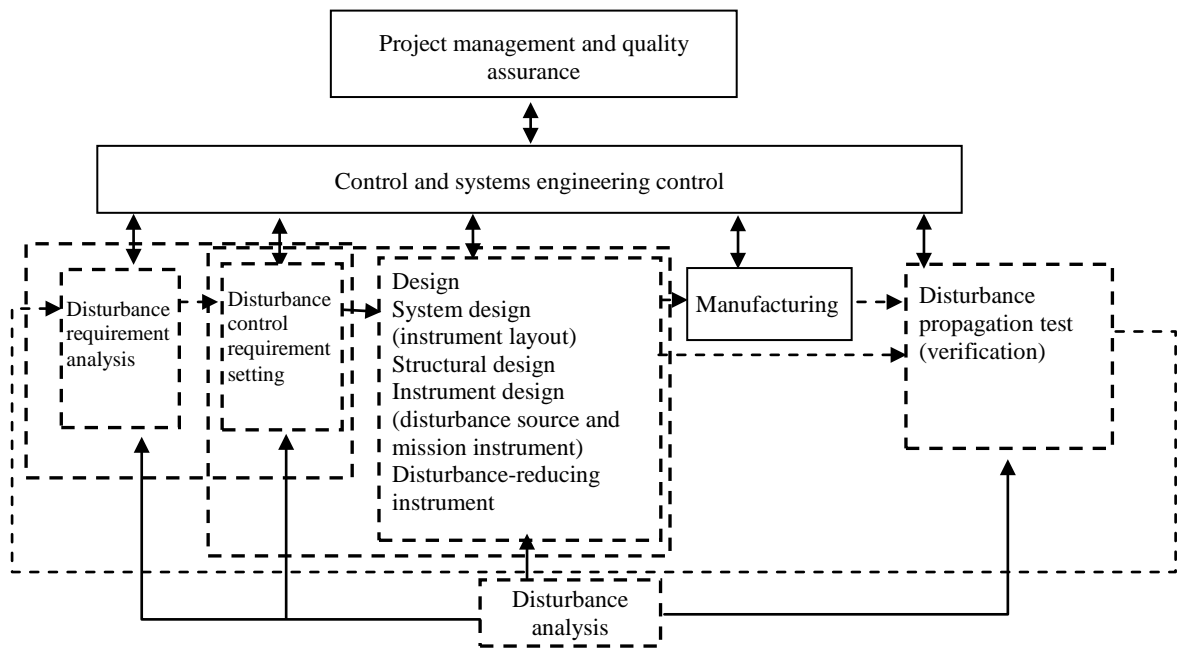 Project management and quality
assurance
Control and systems engineering control
Disturbance
requirement
analysis
Disturbance
control
requirement
setting
Design
System design
(instrument layout)
Structural design
Instrument design
(disturbance source and
mission instrument)
Disturbance-reducing
instrument
Manufacturing
Disturbance
propagation test
(verification)
Disturbance
analysis